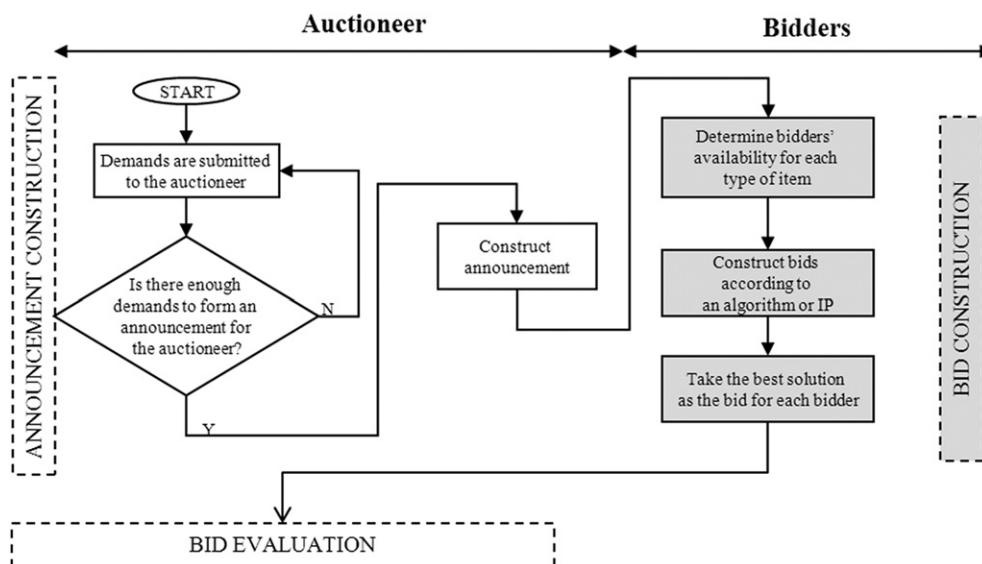 Auctioneer
Bidders
ANNOUNCEMENT CONSTRUCTION
START
Demands are submitted
to the auctioneer
Is there enough
demands to form an
announcement for
the auctioneer?
N
Y
Construct
announcement
Determine bidders'
availability for each
type of item
Construct bids
according to
an algorithm or IP
Take the best solution
as the bid for each bidder
BID CONSTRUCTION
BID EVALUATION